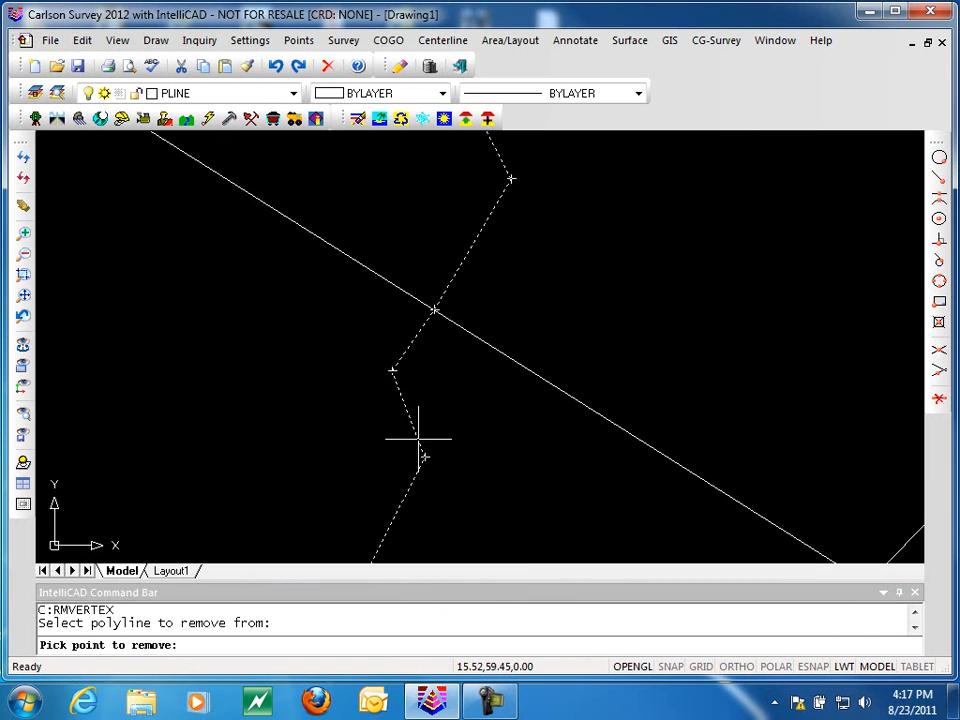 Carlson Survey 2012 with IntelliCAD - NOT FOR RESALE [CRD: NONE] - [Drawing1]
File Edit View Draw Inquiry Settings Points Survey COGO Centerline Area/Layout Annotate Surface GIS CG-Survey Window Help
PLINE BYLAYER BYLAYER
Y
X
Model Layout1
IntelliCAD Command Bar
C:RMVERTEX
Select polyline to remove from:
Pick point to remove:
Ready 15.52,59.45,0.00 OPENGL SNAP GRID ORTHO POLAR ESNAP LWT MODEL TABLET
4:17 PM
8/23/2011